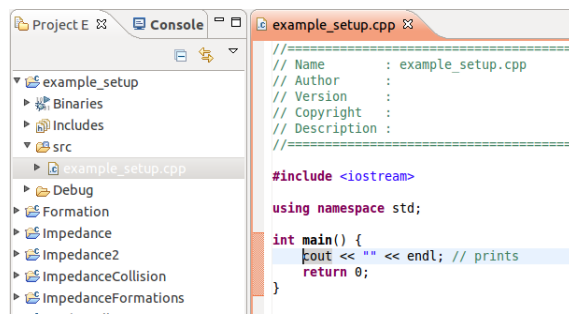 Project E Console
example_setup
Binaries
Includes
src
example_setup.cpp
Debug
Formation
Impedance
Impedance2
ImpedanceCollision
ImpedanceFormations
example_setup.cpp
//=====================================
// Name        : example_setup.cpp
// Author      :
// Version     :
// Copyright   :
// Description :
//=====================================
#include <iostream>
using namespace std;
int main() {
    cout << "" << endl; // prints
    return 0;
}